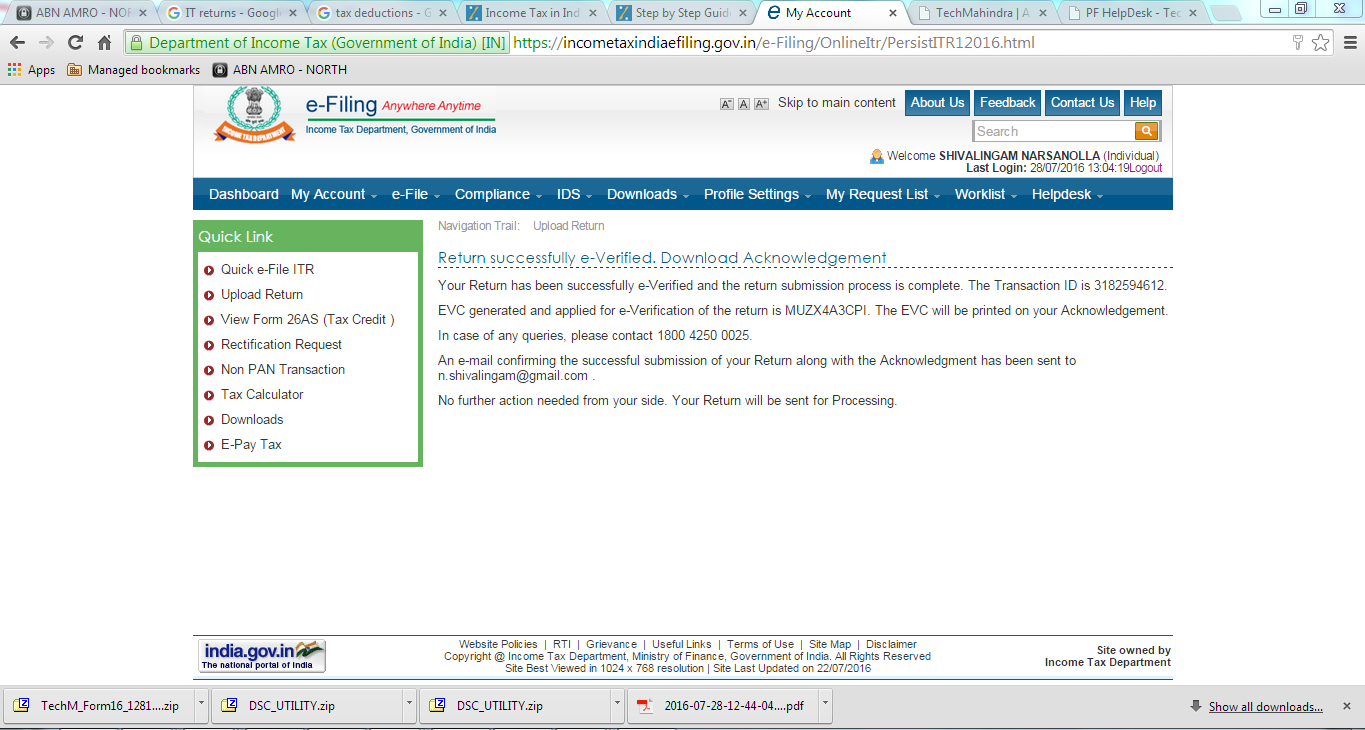 ABN AMRO - NOR
IT returns - Googl
tax deductions - G
Income Tax in Ind
Step by Step Guid
My Account
TechMahindra | A
PF HelpDesk - Tec
Department of Income Tax (Government of India) [IN] https://incometaxindiaefiling.gov.in/e-Filing/OnlineItr/PersistITR12016.html
Apps Managed bookmarks ABN AMRO - NORTH
e-Filing Anywhere Anytime
Income Tax Department, Government of India
INCOME TAX DEPARTMENT
A- A A+ Skip to main content About Us Feedback Contact Us Help
Search
Welcome SHIVALINGAM NARSANOLLA (Individual)
Last Login: 28/07/2016 13:04:19Logout
Dashboard My Account e-File Compliance IDS Downloads Profile Settings My Request List Worklist Helpdesk
Quick Link
Quick e-File ITR
Upload Return
View Form 26AS (Tax Credit )
Rectification Request
Non PAN Transaction
Tax Calculator
Downloads
E-Pay Tax
Navigation Trail: Upload Return
Return successfully e-Verified. Download Acknowledgement
Your Return has been successfully e-Verified and the return submission process is complete. The Transaction ID is 3182594612.
EVC generated and applied for e-Verification of the return is MUZX4A3CPI. The EVC will be printed on your Acknowledgement.
In case of any queries, please contact 1800 4250 0025.
An e-mail confirming the successful submission of your Return along with the Acknowledgment has been sent to
n.shivalingam@gmail.com .
No further action needed from your side. Your Return will be sent for Processing.
india.gov.in
The national portal of India
Website Policies | RTI | Grievance | Useful Links | Terms of Use | Site Map | Disclaimer
Copyright @ Income Tax Department, Ministry of Finance, Government of India. All Rights Reserved
Site Best Viewed in 1024 x 768 resolution | Site Last Updated on 22/07/2016
Site owned by
Income Tax Department
TechM_Form16_1281....zip
DSC_UTILITY.zip
DSC_UTILITY.zip
2016-07-28-12-44-04....pdf
Show all downloads...